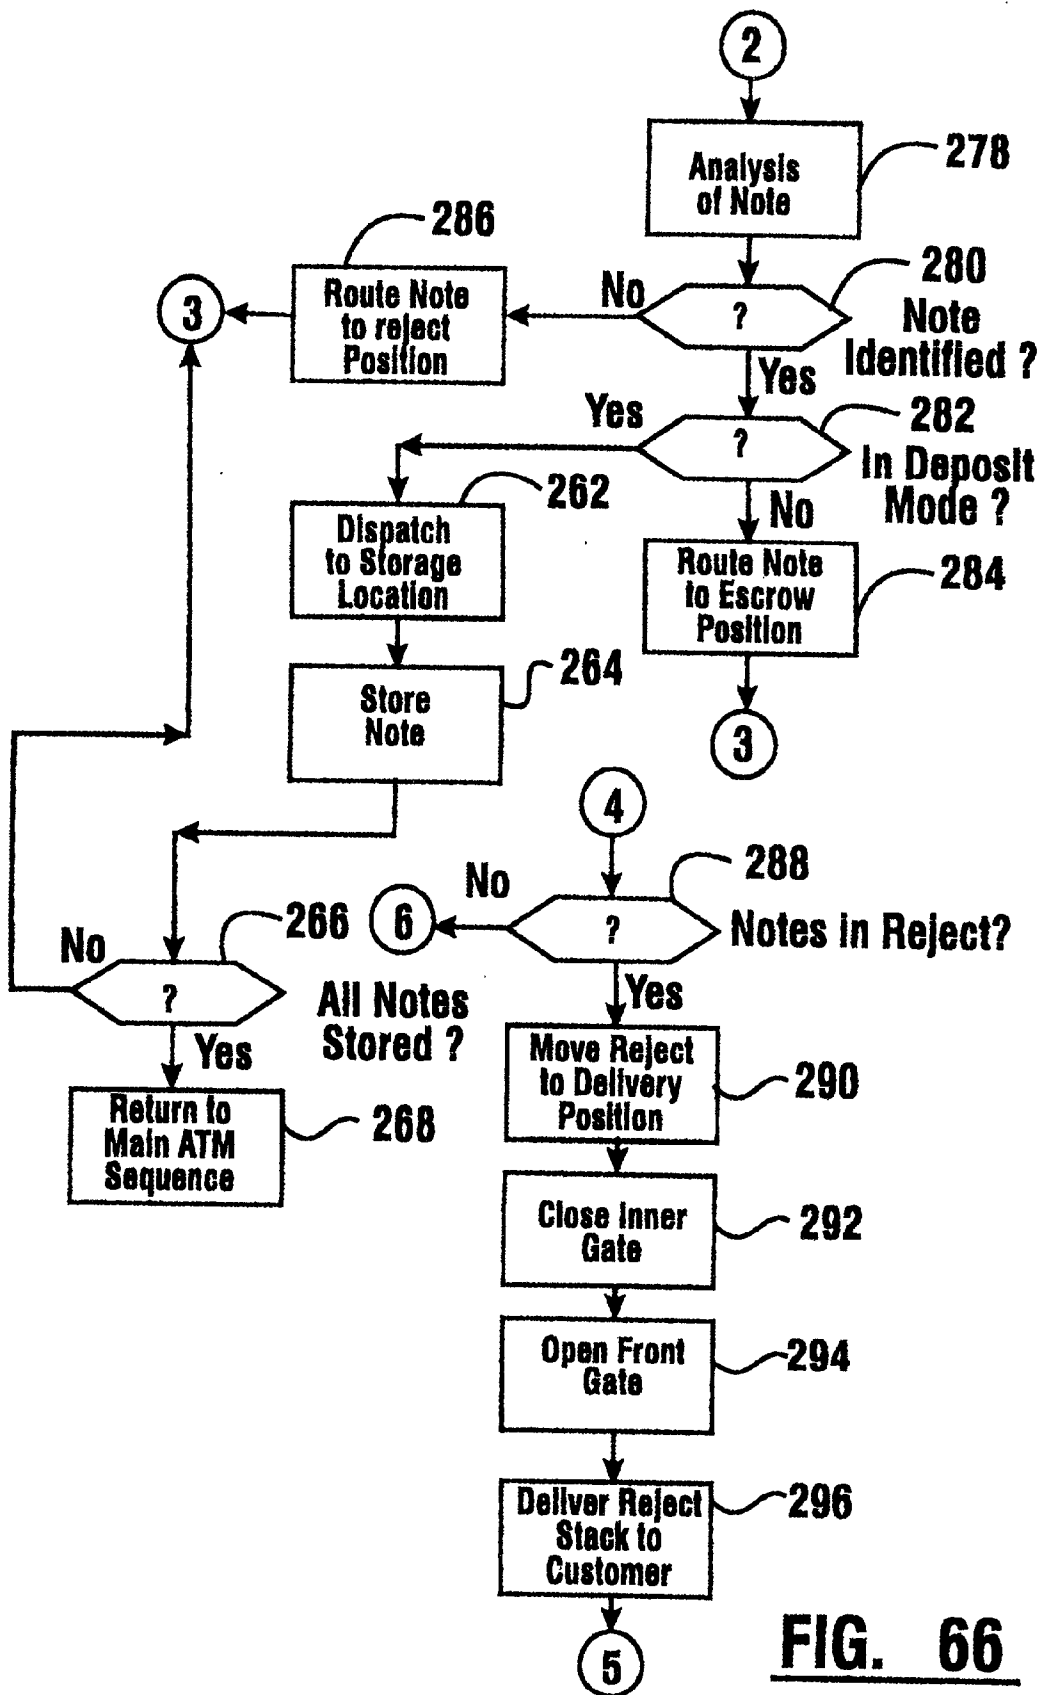 2
Analysis
of Note
278
286
Route Note
to reject
Position
3
No
?
280
Note
Identified ?
Yes
Yes
?
282
In Deposit
Mode ?
262
Dispatch
to Storage
Location
No
Route Note
to Escrow
Position
284
Store
Note
264
3
4
No
6
?
288
Notes in Reject?
No
?
266
All Notes
Stored ?
Yes
Yes
Return to
Main ATM
Sequence
268
Move Reject
to Delivery
Position
290
Close Inner
Gate
292
Open Front
Gate
294
Deliver Reject
Stack to
Customer
296
5
FIG. 66